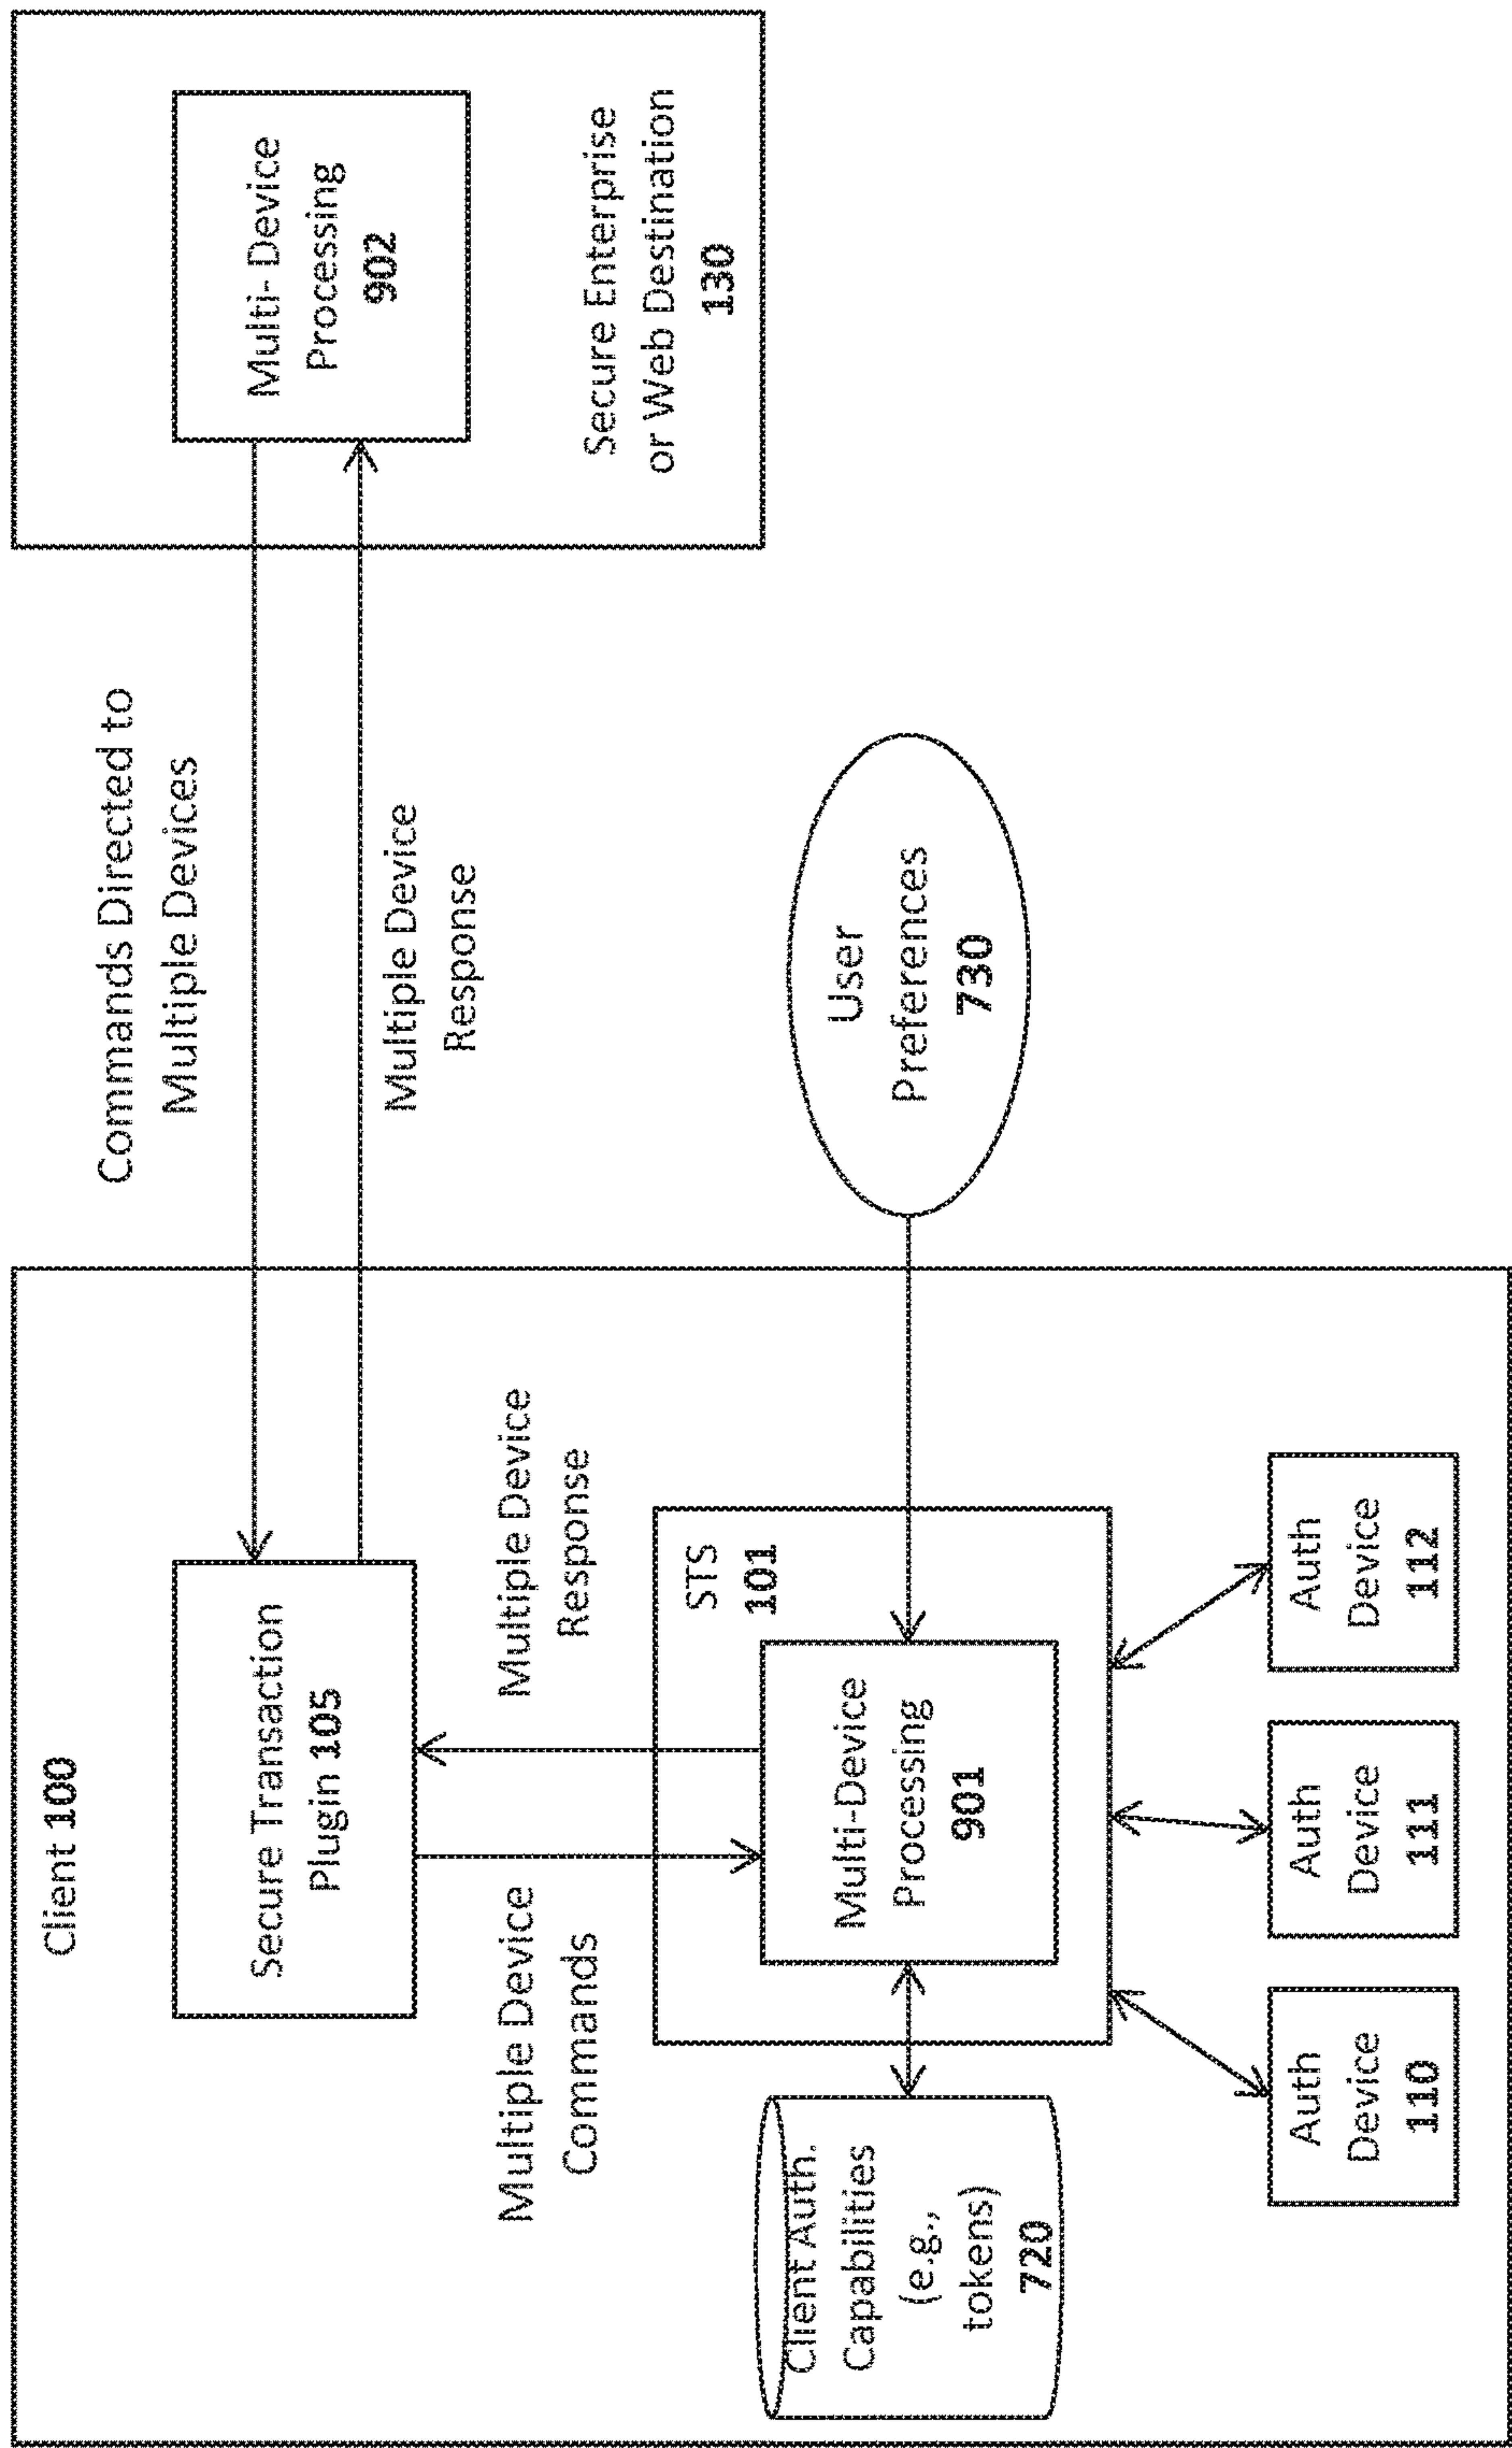 Client 100
Secure Transaction
Plugin 105
Commands Directed to
Multiple Devices
Multiple Device
Response
Multi- Device
Processing
902
Secure Enterprise
or Web Destination
130
Multiple Device
Commands
Multiple Device
Response
STS
101
Multi-Device
Processing
901
Client Auth.
Capabilities
(e.g.,
tokens)
720
User
Preferences
730
Auth
Device
110
Auth
Device
111
Auth
Device
112